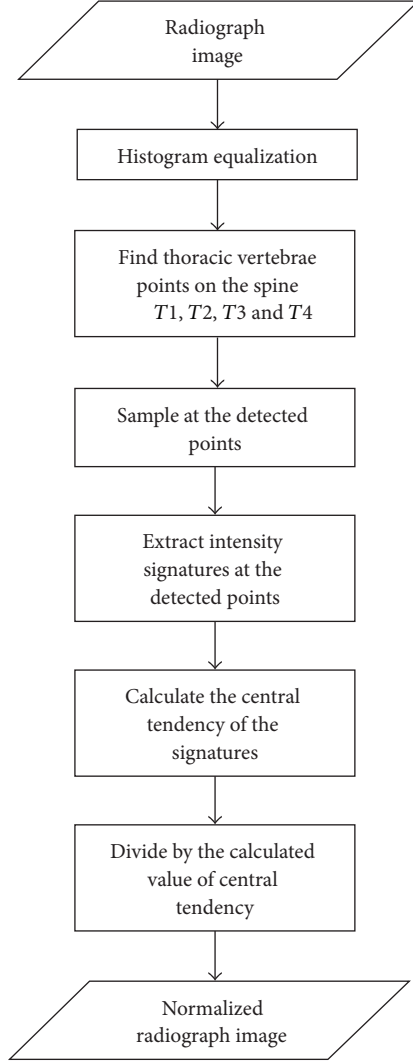 Radiograph
image
Histogram equalization
Find thoracic vertebrae
points on the spine
T1, T2, T3 and T4
Sample at the detected
points
Extract intensity
signatures at the
detected points
Calculate the central
tendency of the
signatures
Divide by the calculated
value of central
tendency
Normalized
radiograph image